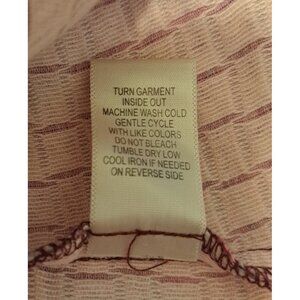 TURN GARMENT
INSIDE OUT
MACHINE WASH COLD
GENTLE CYCLE
WITH LIKE COLORS
DO NOT BLEACH
TUMBLE DRY LOW
COOL IRON IF NEEDED
ON REVERSE SIDE